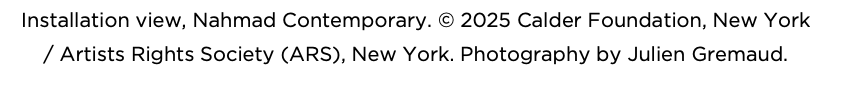 Installation view, Nahmad Contemporary. © 2025 Calder Foundation, New York
/ Artists Rights Society (ARS), New York. Photography by Julien Gremaud.